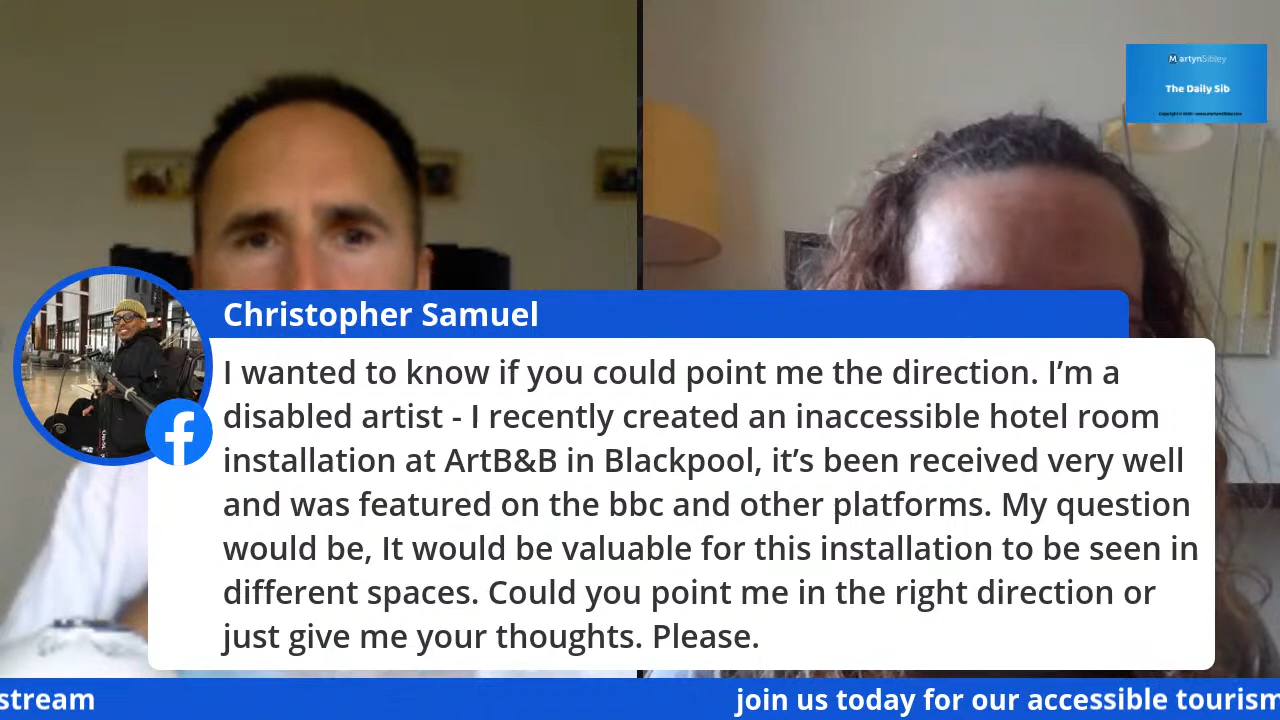 MartynSibley
The Daily Sib
Christopher Samuel
I wanted to know if you could point me the direction. I’m a
disabled artist - I recently created an inaccessible hotel room
installation at ArtB&B in Blackpool, it’s been received very well
and was featured on the bbc and other platforms. My question
would be, It would be valuable for this installation to be seen in
different spaces. Could you point me in the right direction or
just give me your thoughts. Please.
stream
join us today for our accessible tourism